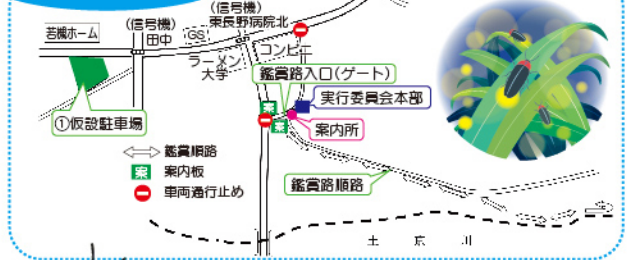 (信号機)
東長野病院北
(信号機)
田中
若槻ホーム
GS
コンビニ
ラーメン
大学
鑑賞路入口(ゲート)
実行委員会本部
案
案
案内所
①仮設駐車場
鑑賞順路
案 案内板
車両通行止め
鑑賞路順路
土京川